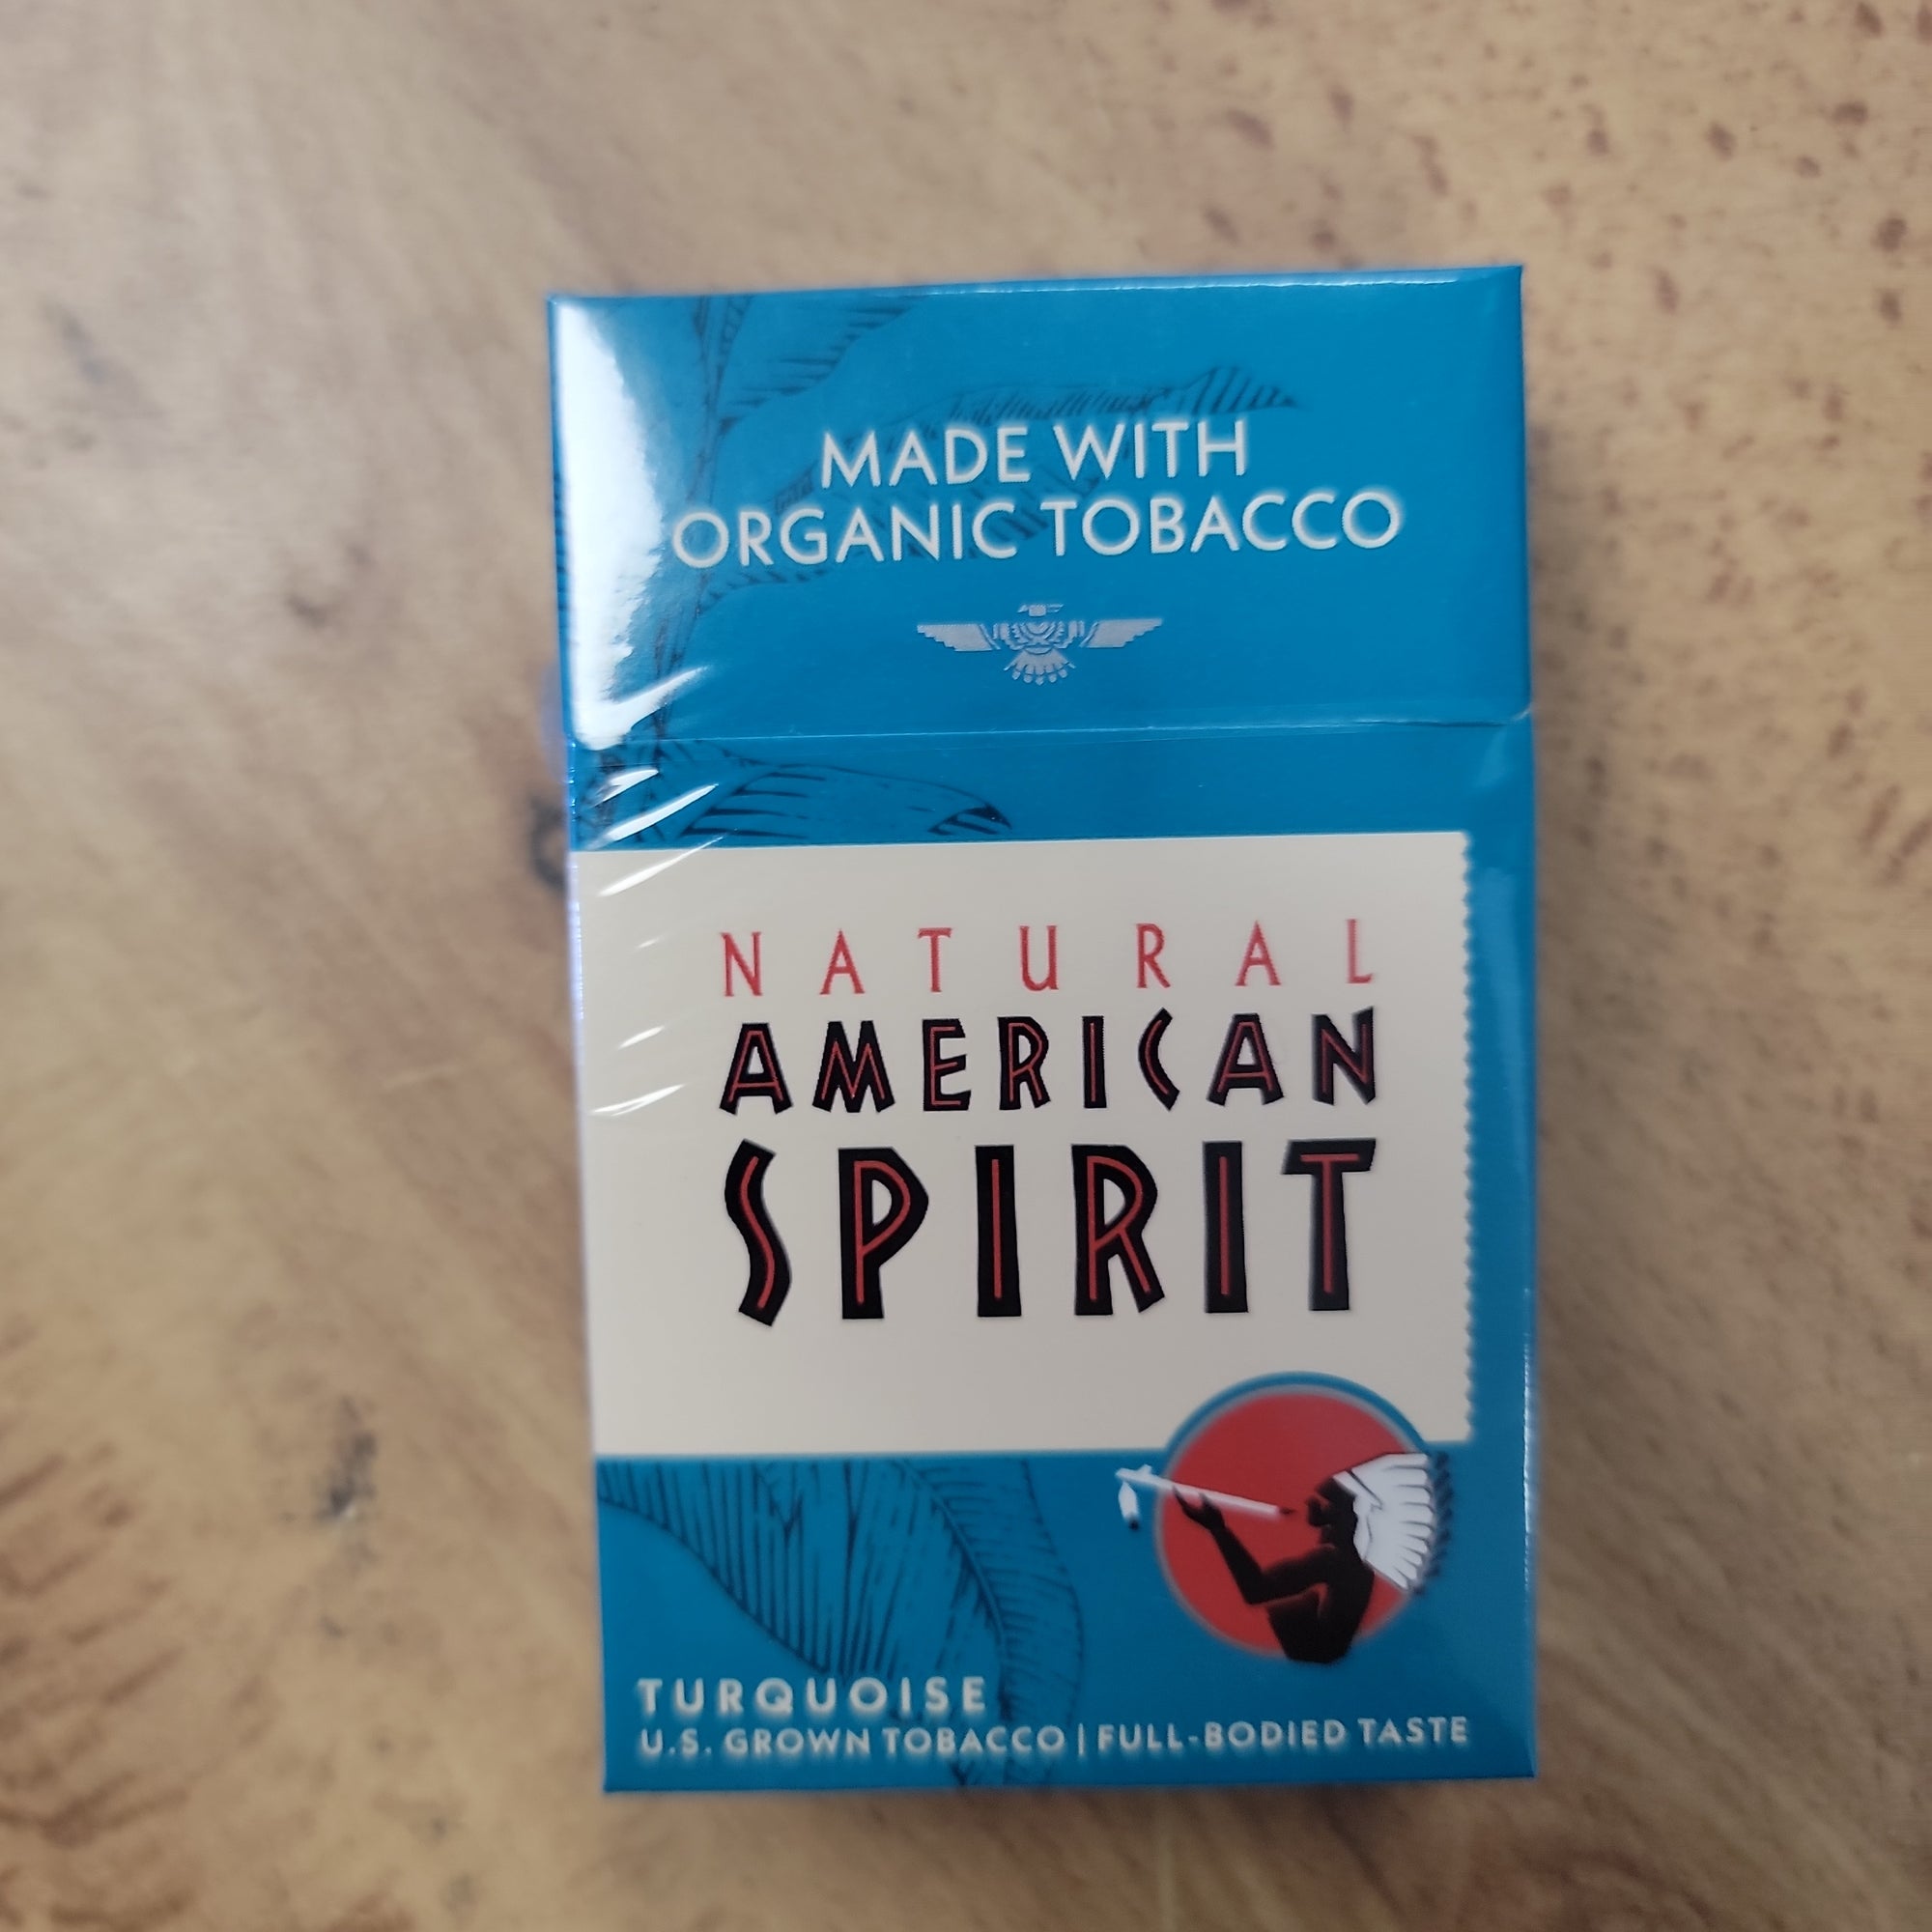 MADE WITH
ORGANIC TOBACCO
NATURAL
AMERICAN
SPIRIT
TURQUOISE
U.S. GROWN TOBACCO | FULL-BODIED TASTE